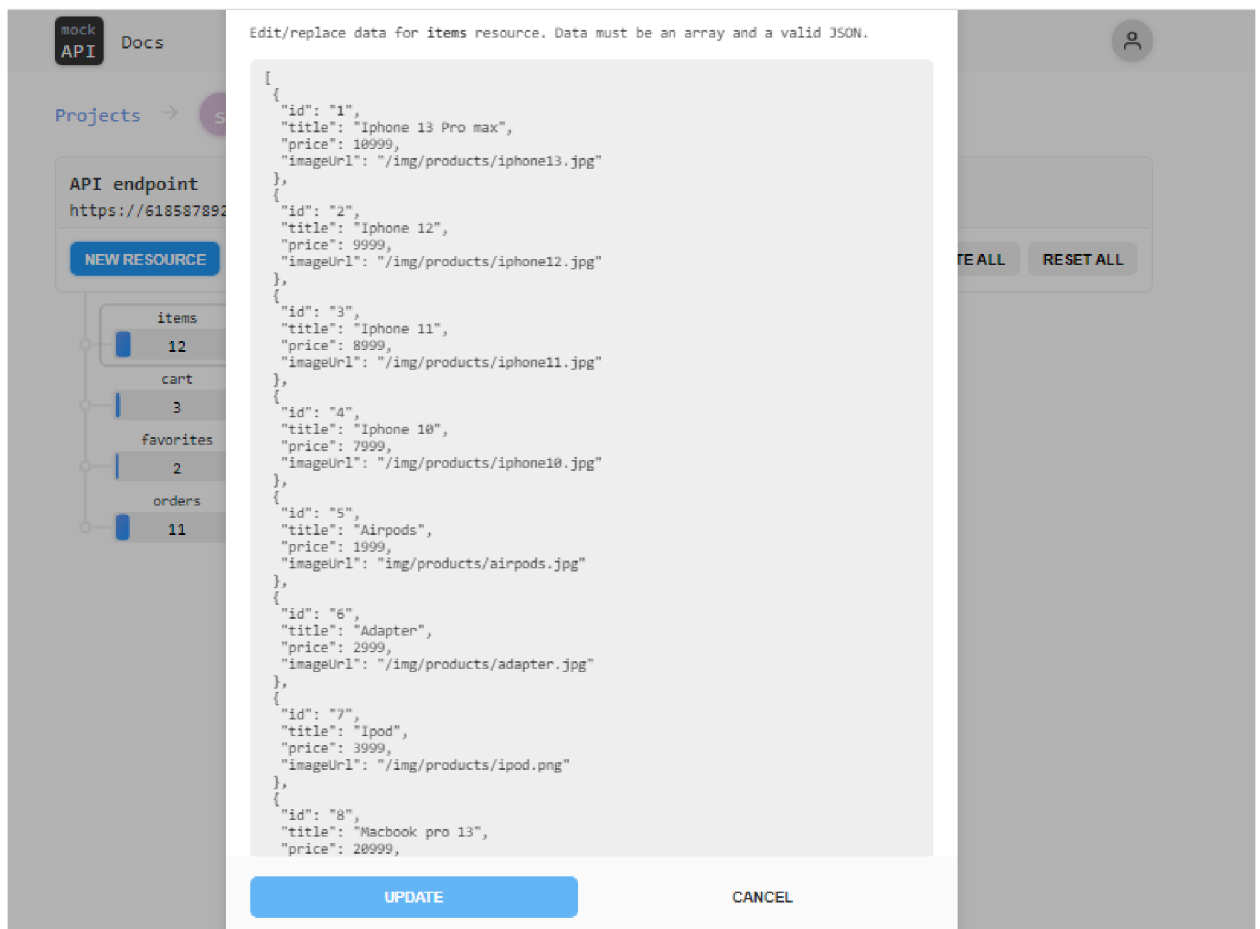 mock
API
Docs
Projects
S
API endpoint
https://618587892
NEW RESOURCE
TE ALL
RESET ALL
items
12
cart
3
favorites
2
orders
11
Edit/replace data for items resource. Data must be an array and a valid JSON.
[
{
"id": "1",
"title": "Iphone 13 Pro max",
"price": 10999,
"imageUrl": "/img/products/iphone13.jpg"
},
{
"id": "2",
"title": "Iphone 12",
"price": 9999,
"imageUrl": "/img/products/iphone12.jpg"
},
{
"id": "3",
"title": "Iphone 11",
"price": 8999,
"imageUrl": "/img/products/iphone11.jpg"
},
{
"id": "4",
"title": "Iphone 10",
"price": 7999,
"imageUrl": "/img/products/iphone10.jpg"
},
{
"id": "5",
"title": "Airpods",
"price": 1999,
"imageUrl": "img/products/airpods.jpg"
},
{
"id": "6",
"title": "Adapter",
"price": 2999,
"imageUrl": "/img/products/adapter.jpg"
},
{
"id": "7",
"title": "Ipod",
"price": 3999,
"imageUrl": "/img/products/ipod.png"
},
{
"id": "8",
"title": "Macbook pro 13",
"price": 20999,
UPDATE
CANCEL